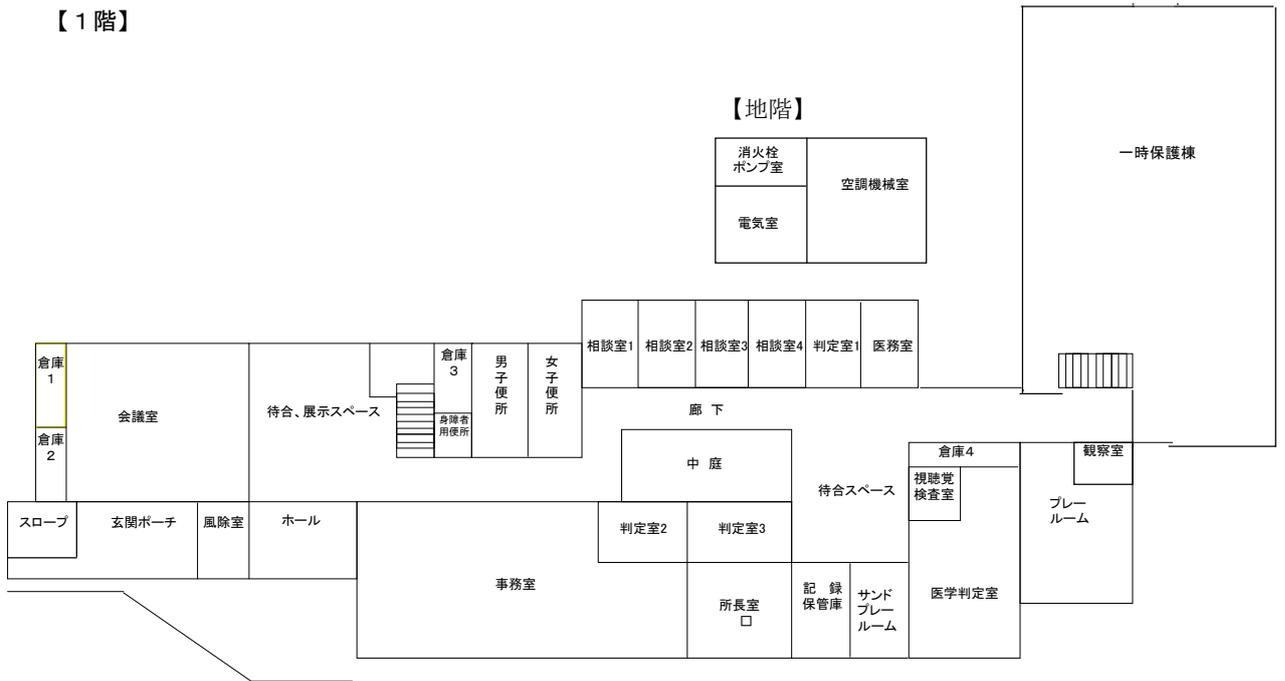 【１階】
【地階】
消火栓
ポンプ室
空調機械室
電気室
一時保護棟
倉庫
1
会議室
倉庫
2
待合、展示スペース
倉庫
3
身障者
用便所
男子便所
女子便所
相談室1
相談室2
相談室3
相談室4
判定室1
医務室
廊 下
中 庭
待合スペース
倉庫4
視聴覚
検査室
観察室
プレー
ルーム
スロープ
玄関ポーチ
風除室
ホール
事務室
判定室2
判定室3
所長室
記 録
保管庫
サンド
プレー
ルーム
医学判定室